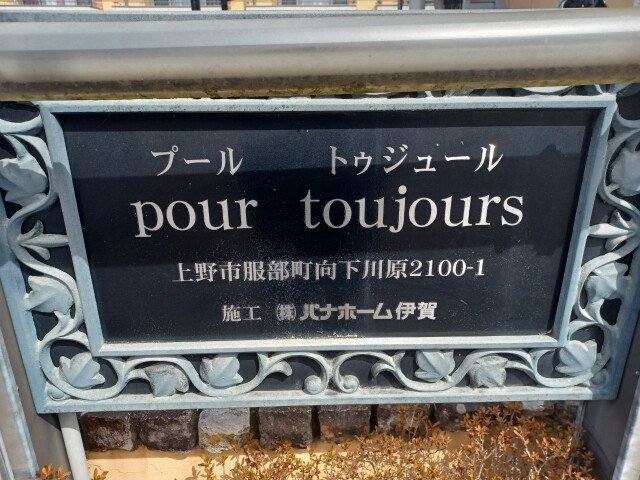 プール トゥジュール
pour toujours
上野市服部町向下川原2100-1
施工 ㈱ パナホーム伊賀